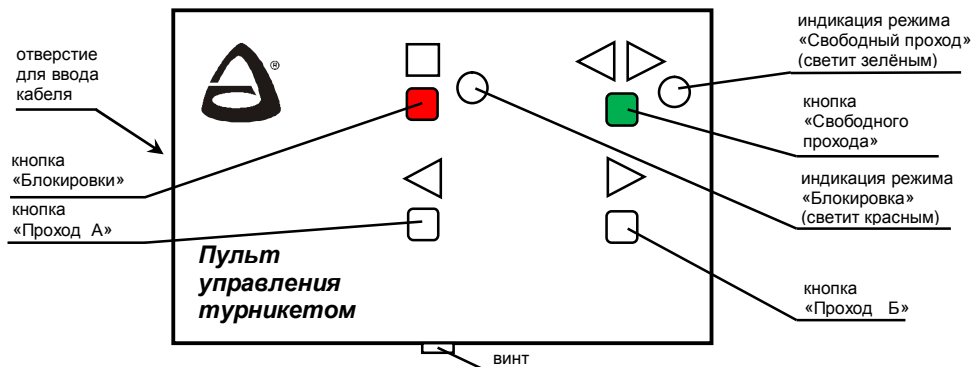 отверстие
для ввода
кабеля
кнопка
«Блокировки»
кнопка
«Проход А»
®
Пульт
управления
турникетом
индикация режима
«Свободный проход»
(светит зелёным)
кнопка
«Свободного
прохода»
индикация режима
«Блокировка»
(светит красным)
кнопка
«Проход Б»
винт